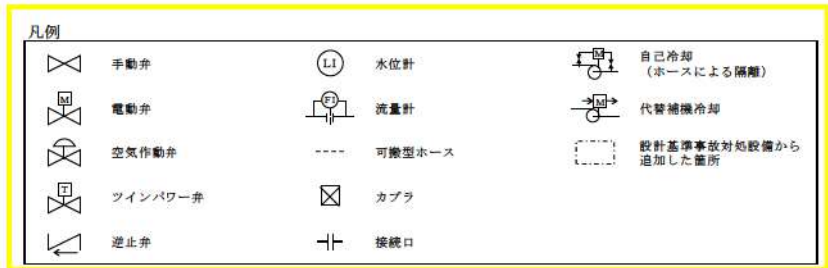 凡例
手動弁
LI
水位計
M
自己冷却
（ホースによる隔離）
M
電動弁
FI
流量計
M
代替補機冷却
空気作動弁
可搬型ホース
設計基準事故対処設備から
追加した箇所
T
ツインパワー弁
カプラ
逆止弁
接続口